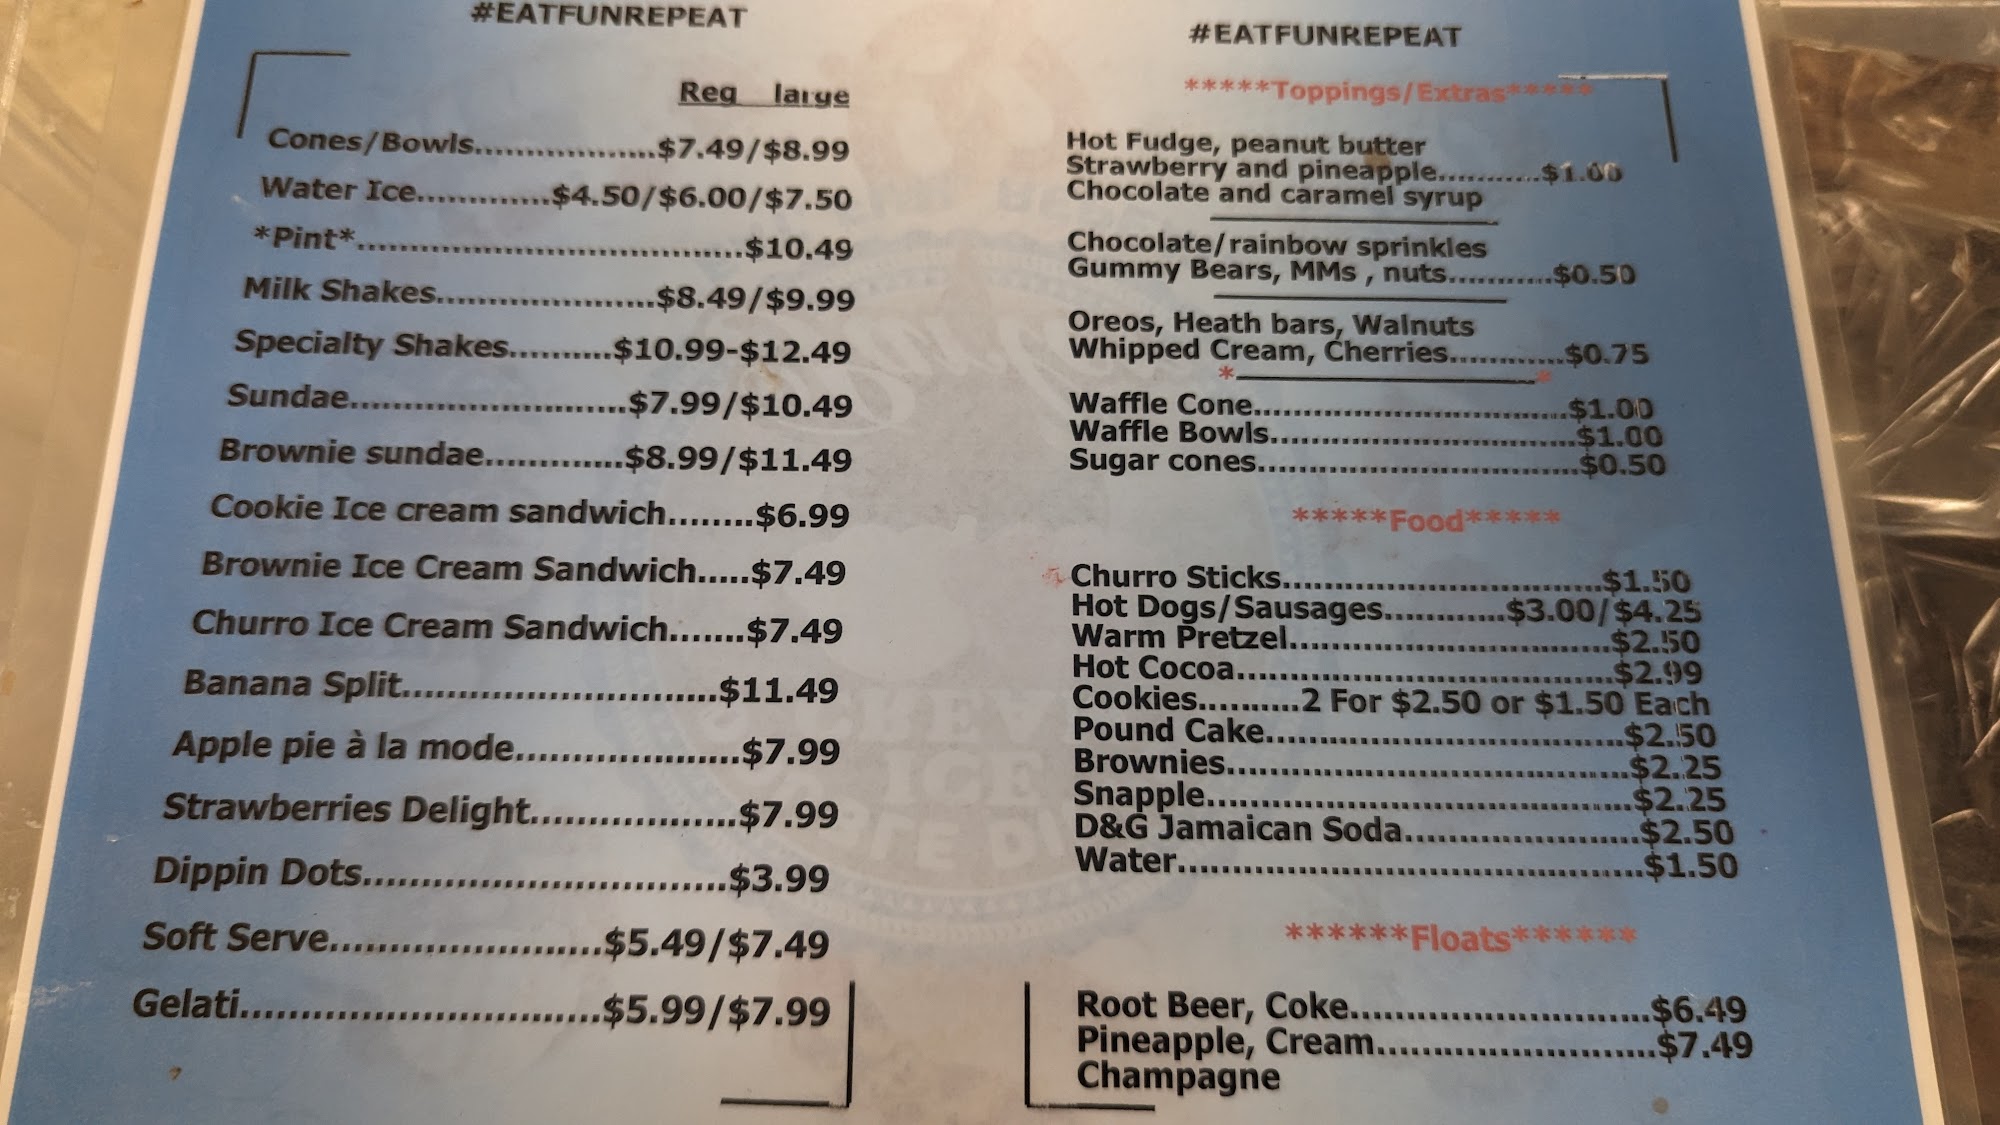 #EATFUNREPEAT
Reg large
Cones/Bowls..................$7.49/$8.99
Water Ice.............$4.50/$6.00/$7.50
*Pint*.....................................$10.49
Milk Shakes.....................$8.49/$9.99
Specialty Shakes..........$10.99-$12.49
Sundae..........................$7.99/$10.49
Brownie sundae.............$8.99/$11.49
Cookie Ice cream sandwich........$6.99
Brownie Ice Cream Sandwich.....$7.49
Churro Ice Cream Sandwich.......$7.49
Banana Split...........................$11.49
Apple pie à la mode...................$7.99
Strawberries Delight..................$7.99
Dippin Dots...............................$3.99
Soft Serve.......................$5.49/$7.49
Gelati..............................$5.99/$7.99
#EATFUNREPEAT
*****Toppings/Extras*****
Hot Fudge, peanut butter
Strawberry and pineapple...........$1.00
Chocolate and caramel syrup
Chocolate/rainbow sprinkles
Gummy Bears, MMs , nuts...........$0.50
Oreos, Heath bars, Walnuts
Whipped Cream, Cherries............$0.75
Waffle Cone.................................$1.00
Waffle Bowls................................$1.00
Sugar cones.................................$0.50
*****Food*****
Churro Sticks.................................$1.50
Hot Dogs/Sausages............$3.00/$4.25
Warm Pretzel.................................$2.50
Hot Cocoa......................................$2.99
Cookies..........2 For $2.50 or $1.50 Each
Pound Cake....................................$2.50
Brownies........................................$2.25
Snapple..........................................$2.25
D&G Jamaican Soda.......................$2.50
Water.............................................$1.50
******Floats******
Root Beer, Coke............................$6.49
Pineapple, Cream..........................$7.49
Champagne